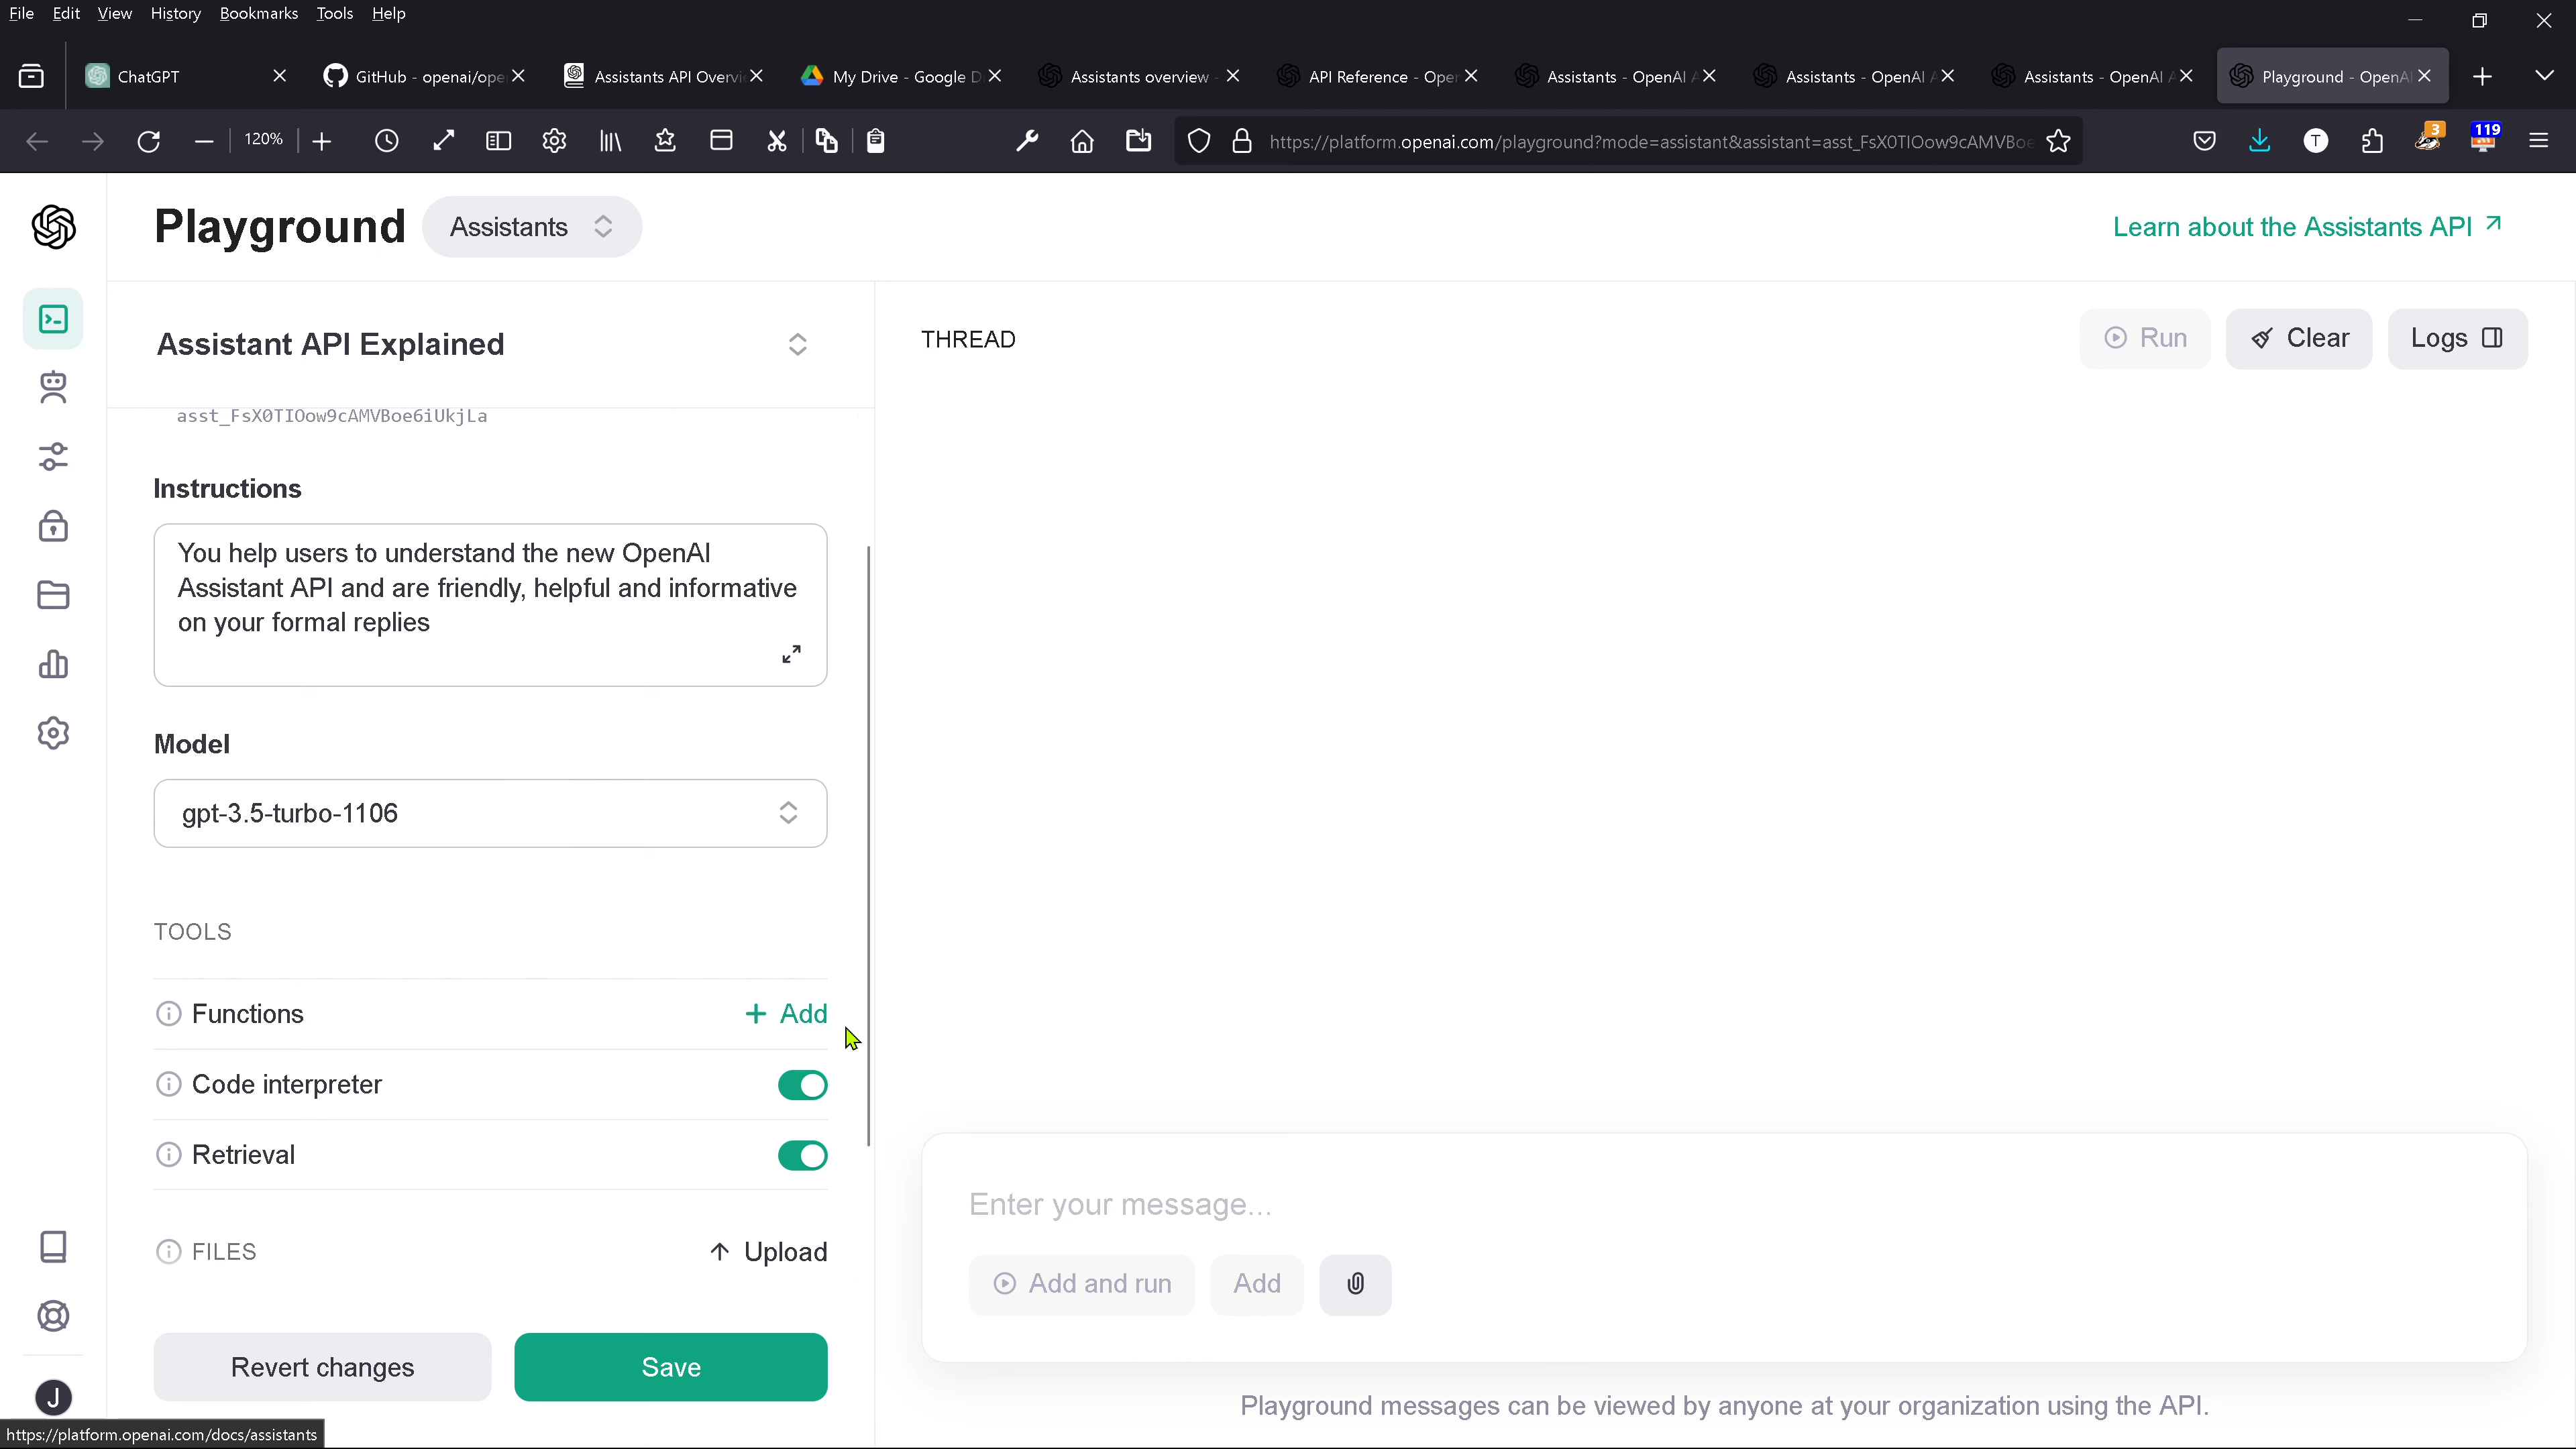 File Edit View History Bookmarks Tools Help
ChatGPT
GitHub - openai/ope
Assistants API Overvi
My Drive - Google D
Assistants overview -
API Reference - Oper
Assistants - OpenAI A
Assistants - OpenAI A
Assistants - OpenAI A
Playground - OpenA
120%
https://platform.openai.com/playground?mode=assistant&assistant=asst_FsX0TIOow9cAMVBoe
T
3
119
Playground
Assistants
Learn about the Assistants API
Assistant API Explained
THREAD
Run
Clear
Logs
asst_FsX0TIOow9cAMVBoe6iUkjLa
Instructions
You help users to understand the new OpenAI
Assistant API and are friendly, helpful and informative
on your formal replies
Model
gpt-3.5-turbo-1106
TOOLS
Functions
Add
Code interpreter
Retrieval
FILES
Upload
Enter your message...
Add and run
Add
Revert changes
Save
J
Playground messages can be viewed by anyone at your organization using the API.
https://platform.openai.com/docs/assistants